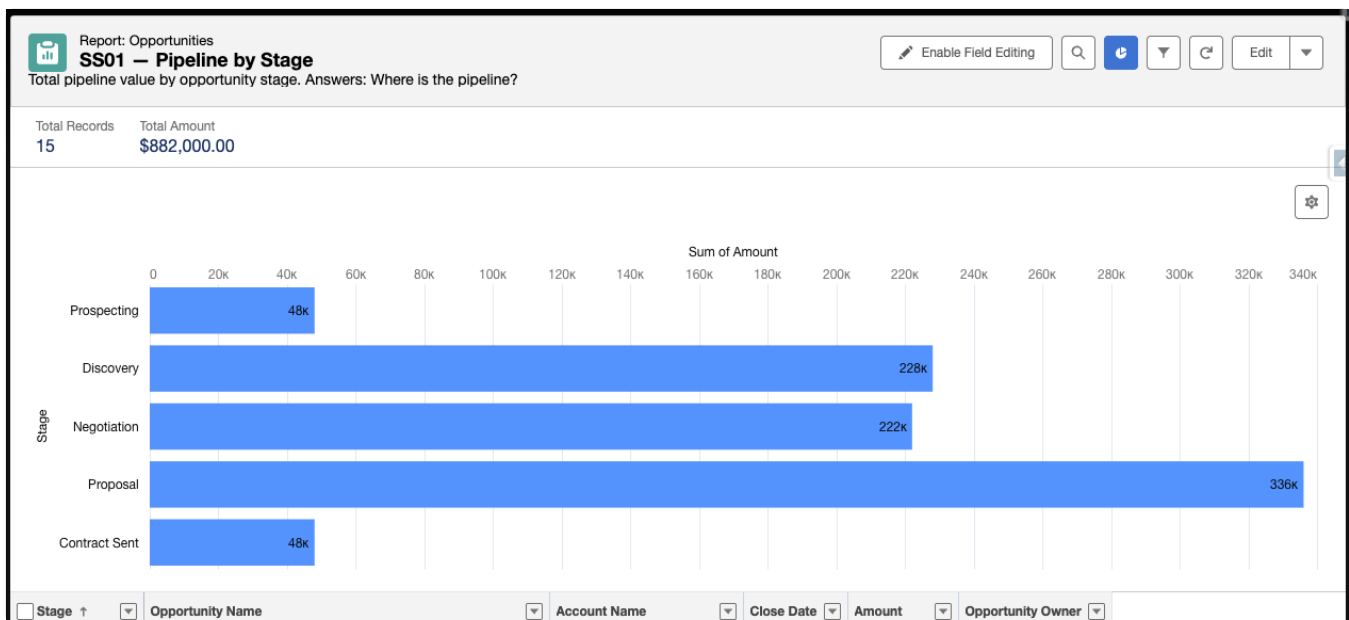 Report: Opportunities
SS01 — Pipeline by Stage
Total pipeline value by opportunity stage. Answers: Where is the pipeline?
Enable Field Editing
Edit
Total Records
15
Total Amount
$882,000.00
Sum of Amount
0 20K 40K 60K 80K 100K 120K 140K 160K 180K 200K 220K 240K 260K 280K 300K 320K 340K
Stage
Prospecting 48K
Discovery 228K
Negotiation 222K
Proposal 336K
Contract Sent 48K
Stage ↑ Opportunity Name Account Name Close Date Amount Opportunity Owner